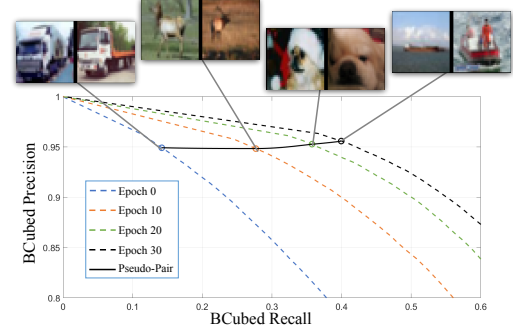 1
0.95
0.9
0.85
0.8
BCubed Precision
Epoch 0
Epoch 10
Epoch 20
Epoch 30
Pseudo-Pair
0
0.1
0.2
0.3
0.4
0.5
0.6
BCubed Recall